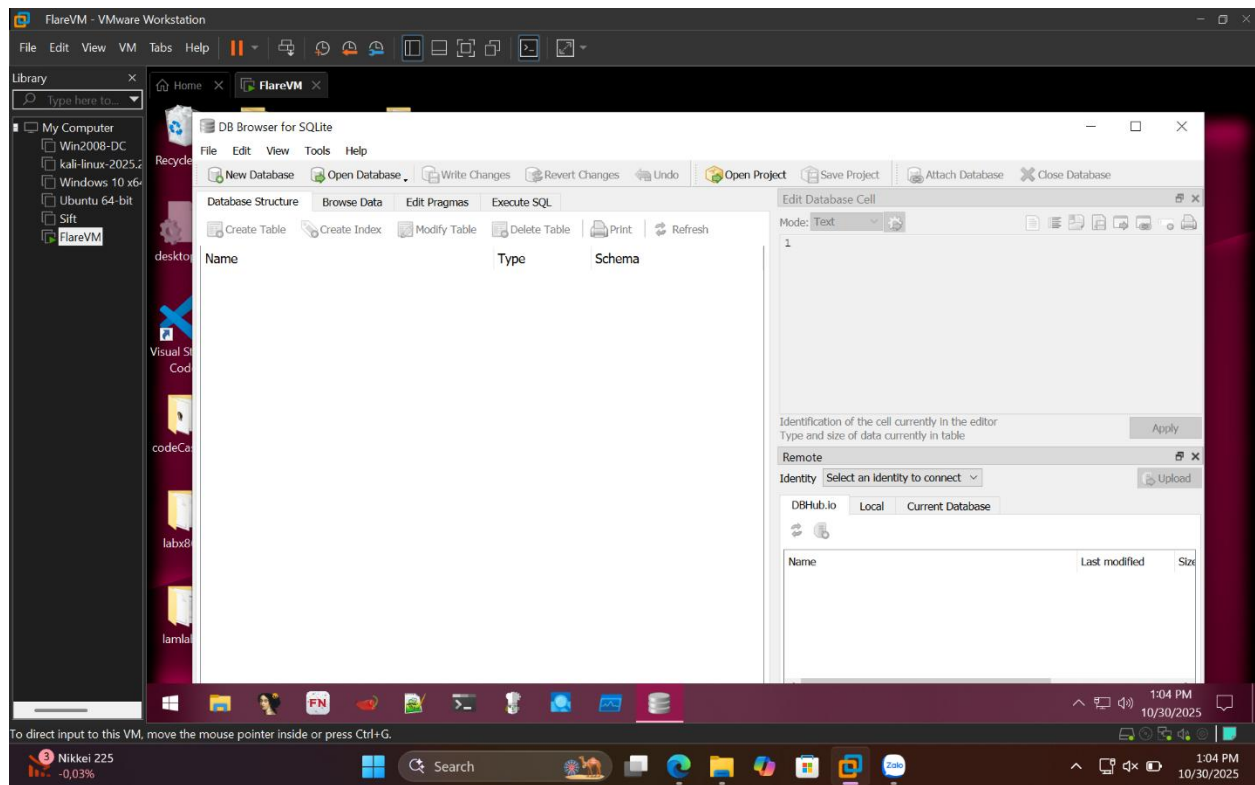 FlareVM - VMware Workstation
File Edit View VM Tabs Help
Library
Home FlareVM
Type here to...
My Computer
Win2008-DC
kali-linux-2025.2
Windows 10 x64
Ubuntu 64-bit
Sift
FlareVM
Recycle
desktop
Visual St
Cod
codeCas
labx8
lamlal
DB Browser for SQLite
File Edit View Tools Help
New Database Open Database Write Changes Revert Changes Undo Open Project Save Project Attach Database Close Database
Database Structure Browse Data Edit Pragmas Execute SQL
Create Table Create Index Modify Table Delete Table Print Refresh
Name Type Schema
Edit Database Cell
Mode: Text
1
Identification of the cell currently in the editor
Type and size of data currently in table
Apply
Remote
Identity Select an identity to connect Upload
DBHub.io Local Current Database
Name Last modified Size
FN
1:04 PM
10/30/2025
To direct input to this VM, move the mouse pointer inside or press Ctrl+G.
3
Nikkei 225
-0,03%
Search
Zalo
1:04 PM
10/30/2025